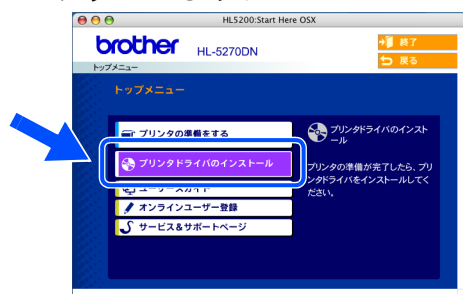 HL5200:Start Here OSX
brother HL-5270DN
終了
戻る
トップメニュー
トップメニュー
プリンタの準備をする
プリンタドライバのインストール
ユーザーズガイド
オンラインユーザー登録
サービス&サポートページ
プリンタドライバのインスト
ール
プリンタの準備が完了したら、プリ
ンタドライバをインストールしてく
ださい。